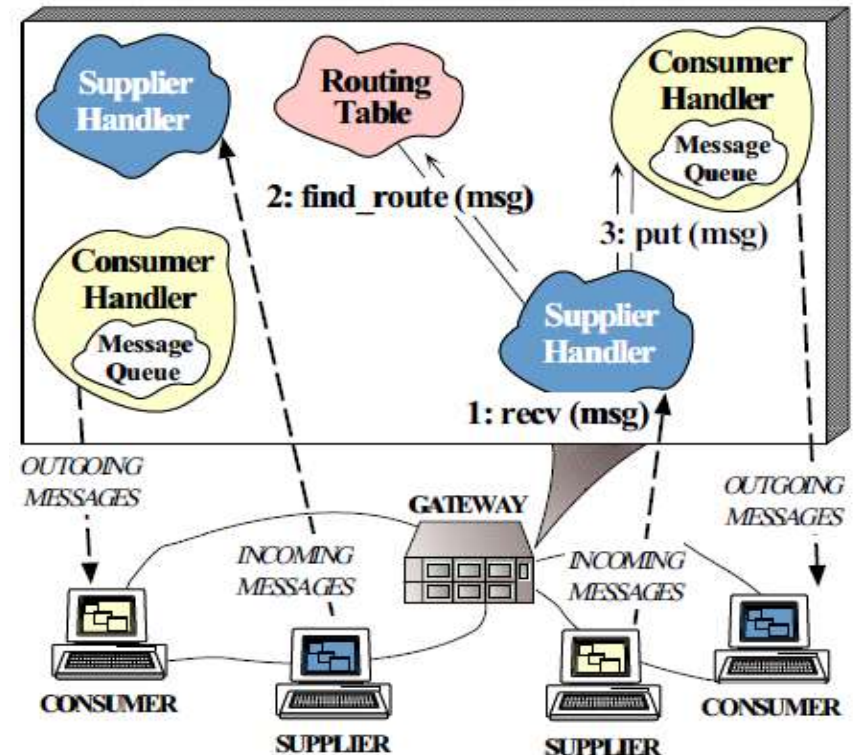 Supplier
Handler
Routing
Table
Consumer
Handler
Message
Queue
2: find_route (msg)
3: put (msg)
Consumer
Handler
Message
Queue
Supplier
Handler
1: recv (msg)
OUTGOING
MESSAGES
GATEWAY
OUTGOING
MESSAGES
INCOMING
MESSAGES
INCOMING
MESSAGES
CONSUMER
SUPPLIER
SUPPLIER
CONSUMER